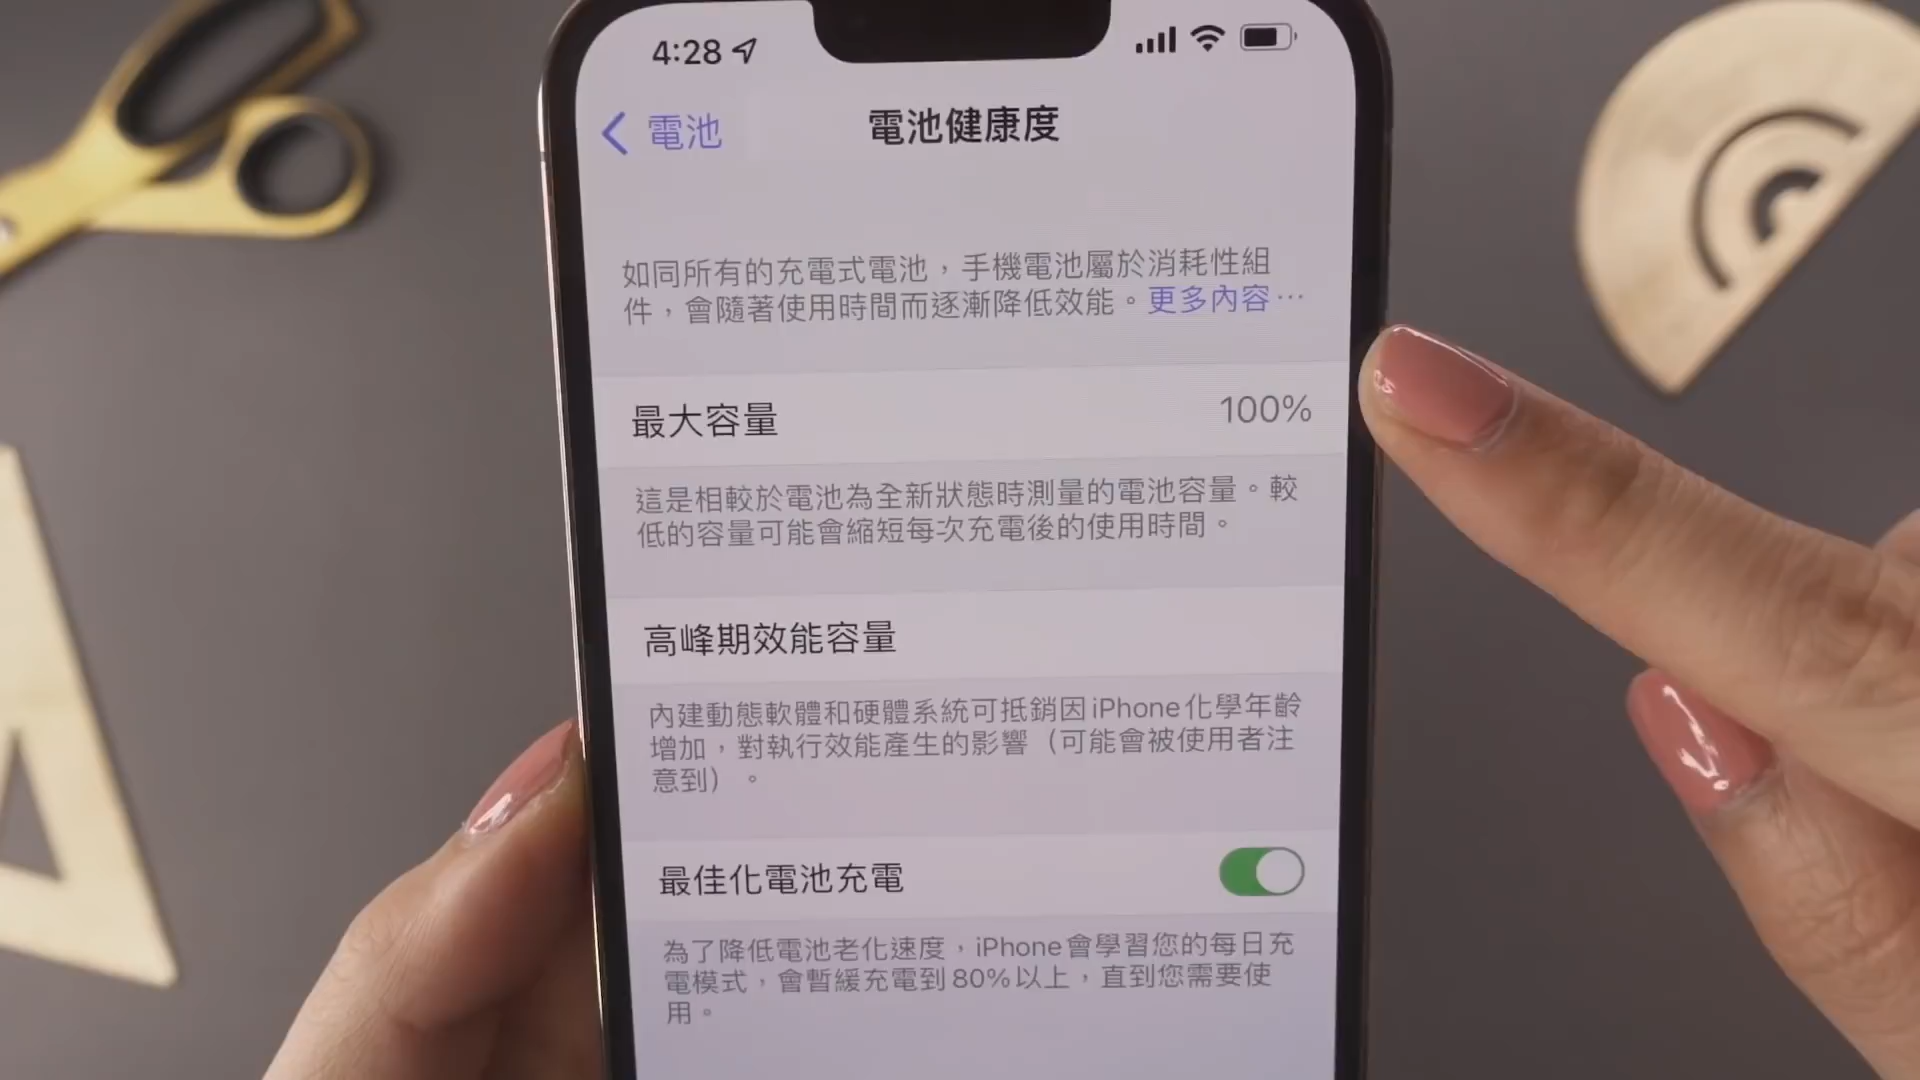 4:28
電池
電池健康度
如同所有的充電式電池，手機電池屬於消耗性組
件，會隨著使用時間而逐漸降低效能。更多內容⋯
最大容量 100%
這是相較於電池為全新狀態時測量的電池容量。較
低的容量可能會縮短每次充電後的使用時間。
高峰期效能容量
內建動態軟體和硬體系統可抵銷因iPhone化學年齡
增加，對執行效能產生的影響（可能會被使用者注
意到）。
最佳化電池充電
為了降低電池老化速度，iPhone會學習您的每日充
電模式，會暫緩充電到80%以上，直到您需要使
用。